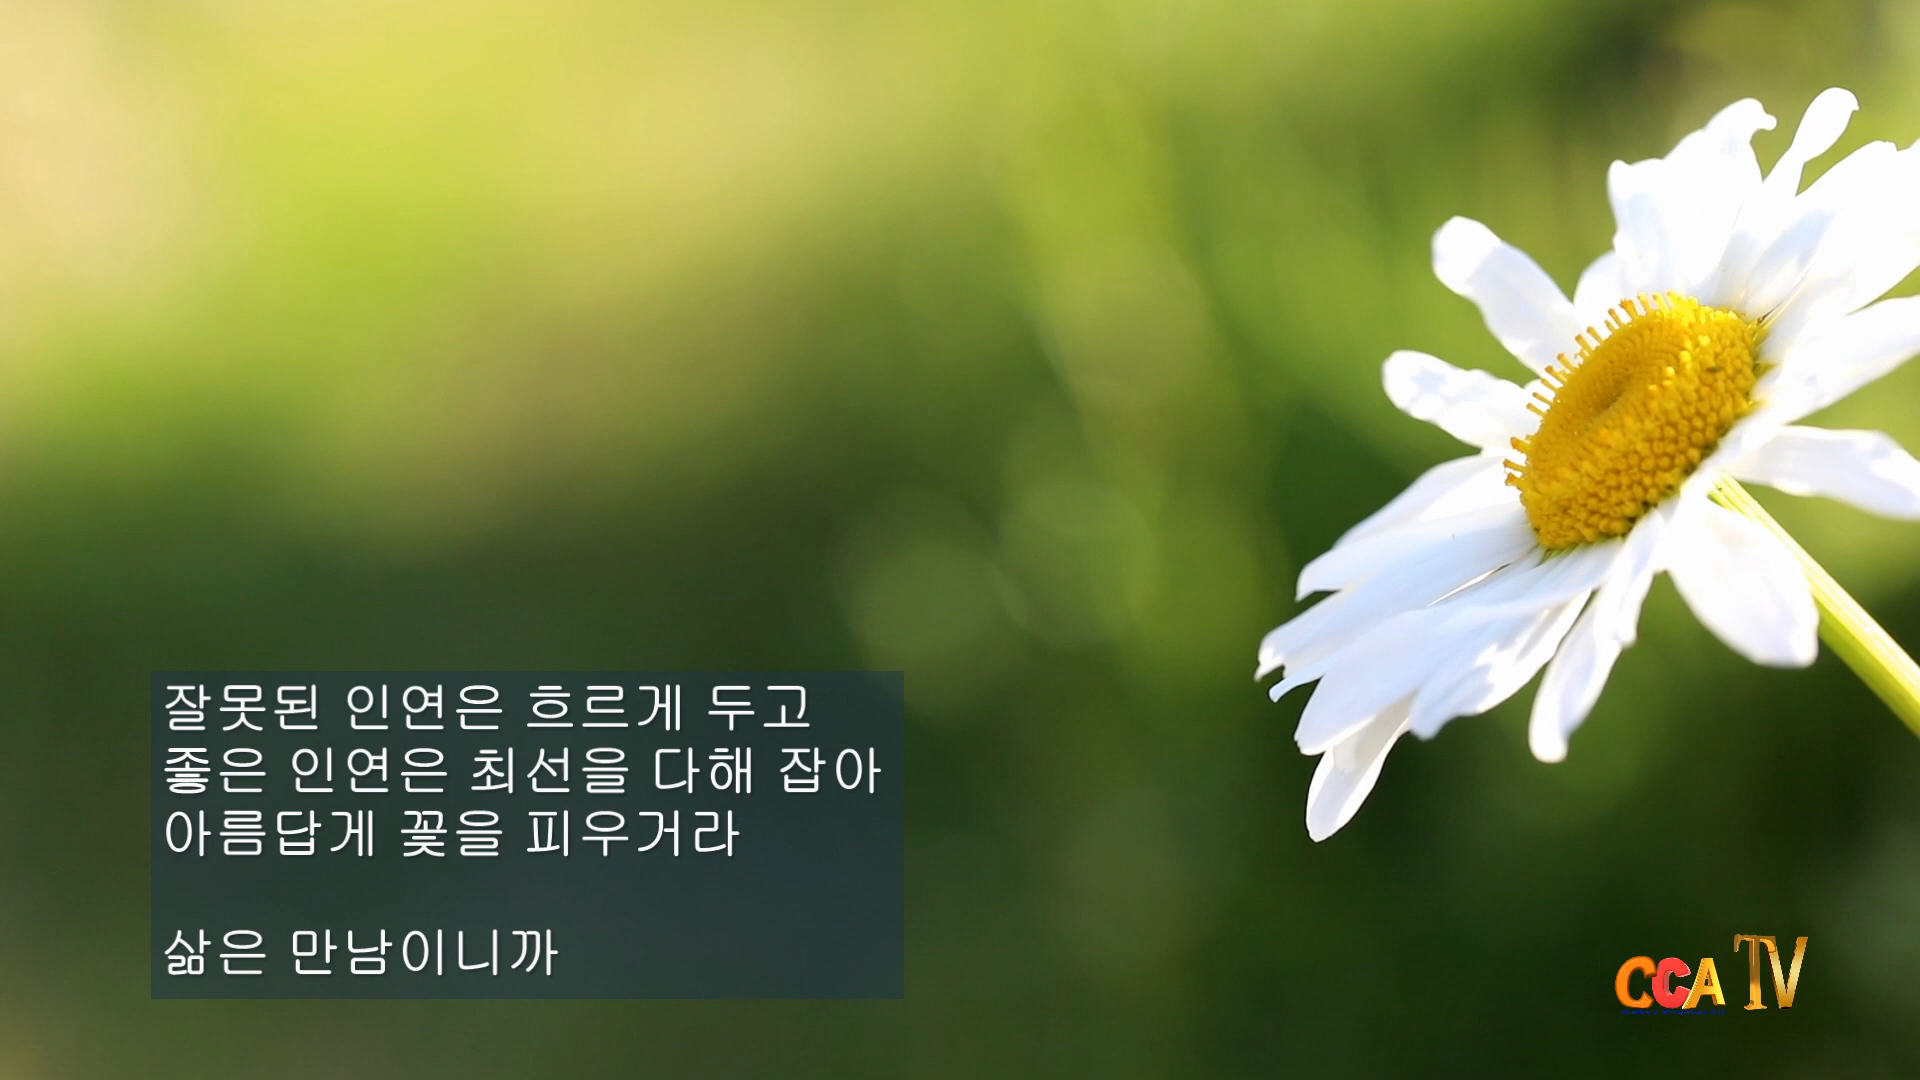 잘못된 인연은 흐르게 두고
좋은 인연은 최선을 다해 잡아
아름답게 꽃을 피우거라
삶은 만남이니까
CCA TV